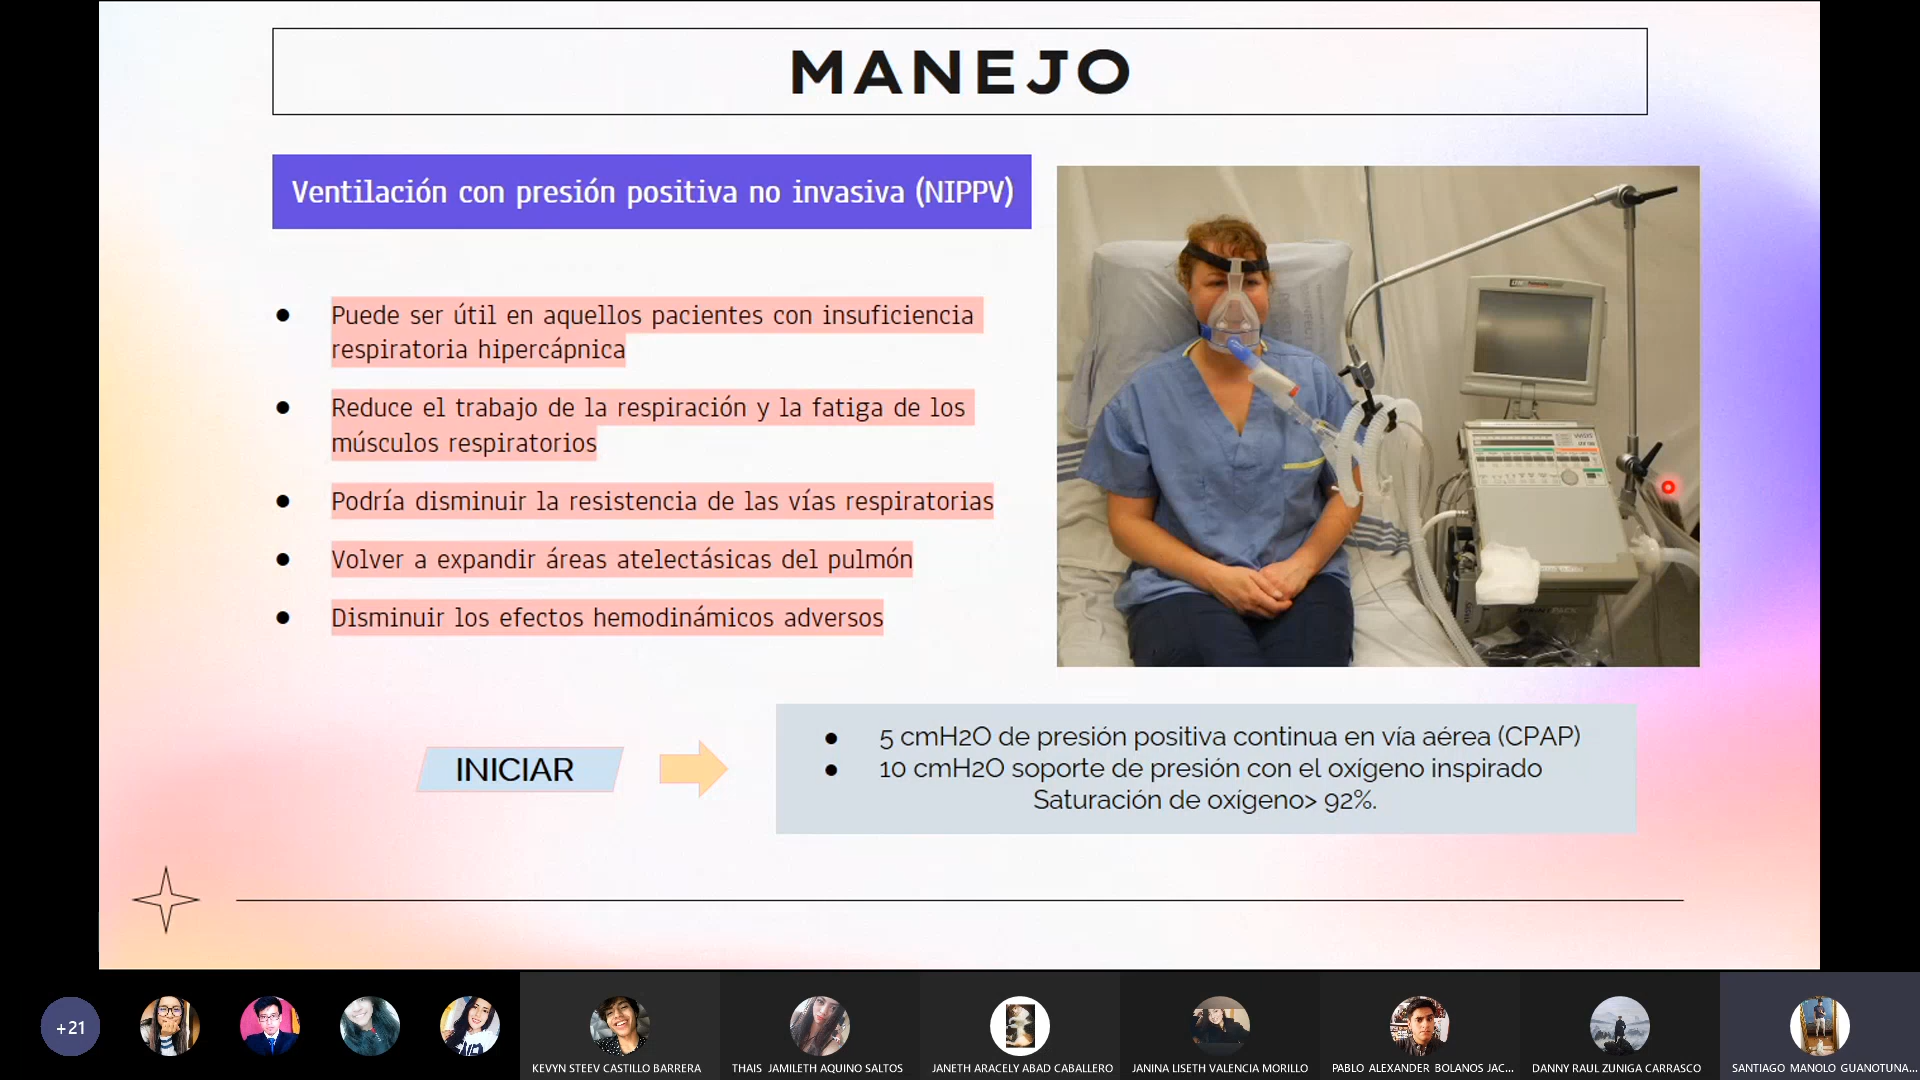 MANEJO
Ventilación con presión positiva no invasiva (NIPPV)
● Puede ser útil en aquellos pacientes con insuficiencia
respiratoria hipercápnica
● Reduce el trabajo de la respiración y la fatiga de los
músculos respiratorios
● Podría disminuir la resistencia de las vías respiratorias
● Volver a expandir áreas atelectásicas del pulmón
● Disminuir los efectos hemodinámicos adversos
INICIAR
● 5 cmH2O de presión positiva continua en vía aérea (CPAP)
● 10 cmH2O soporte de presión con el oxígeno inspirado
Saturación de oxígeno> 92%.
+21
KEVYN STEEV CASTILLO BARRERA
THAIS JAMILETH AQUINO SALTOS
JANETH ARACELY ABAD CABALLERO
JANINA LISETH VALENCIA MORILLO
PABLO ALEXANDER BOLANOS JAC...
DANNY RAUL ZUNIGA CARRASCO
SANTIAGO MANOLO GUANOTUNA...